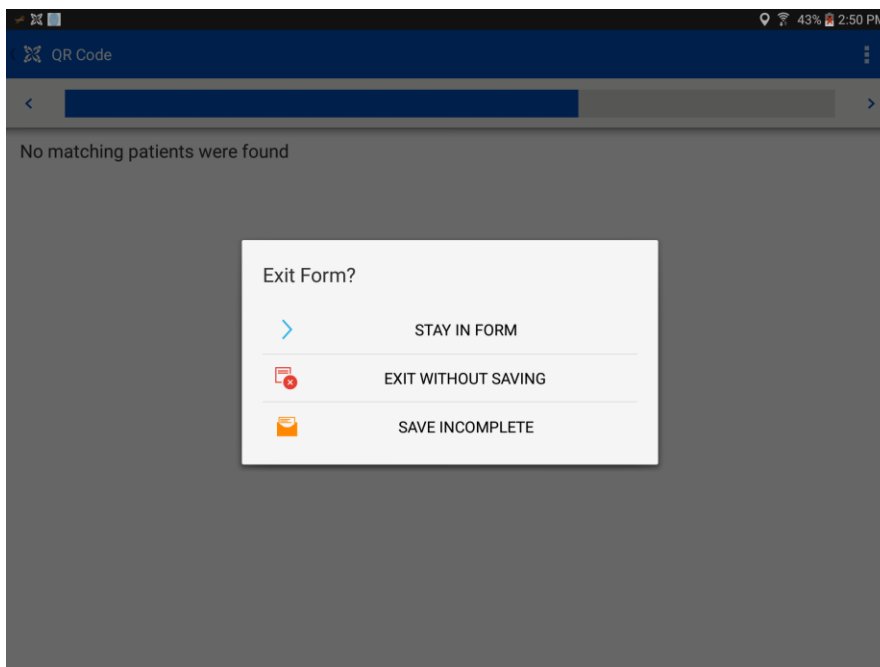 43% 2:50 PM
QR Code
No matching patients were found
Exit Form?
STAY IN FORM
EXIT WITHOUT SAVING
SAVE INCOMPLETE